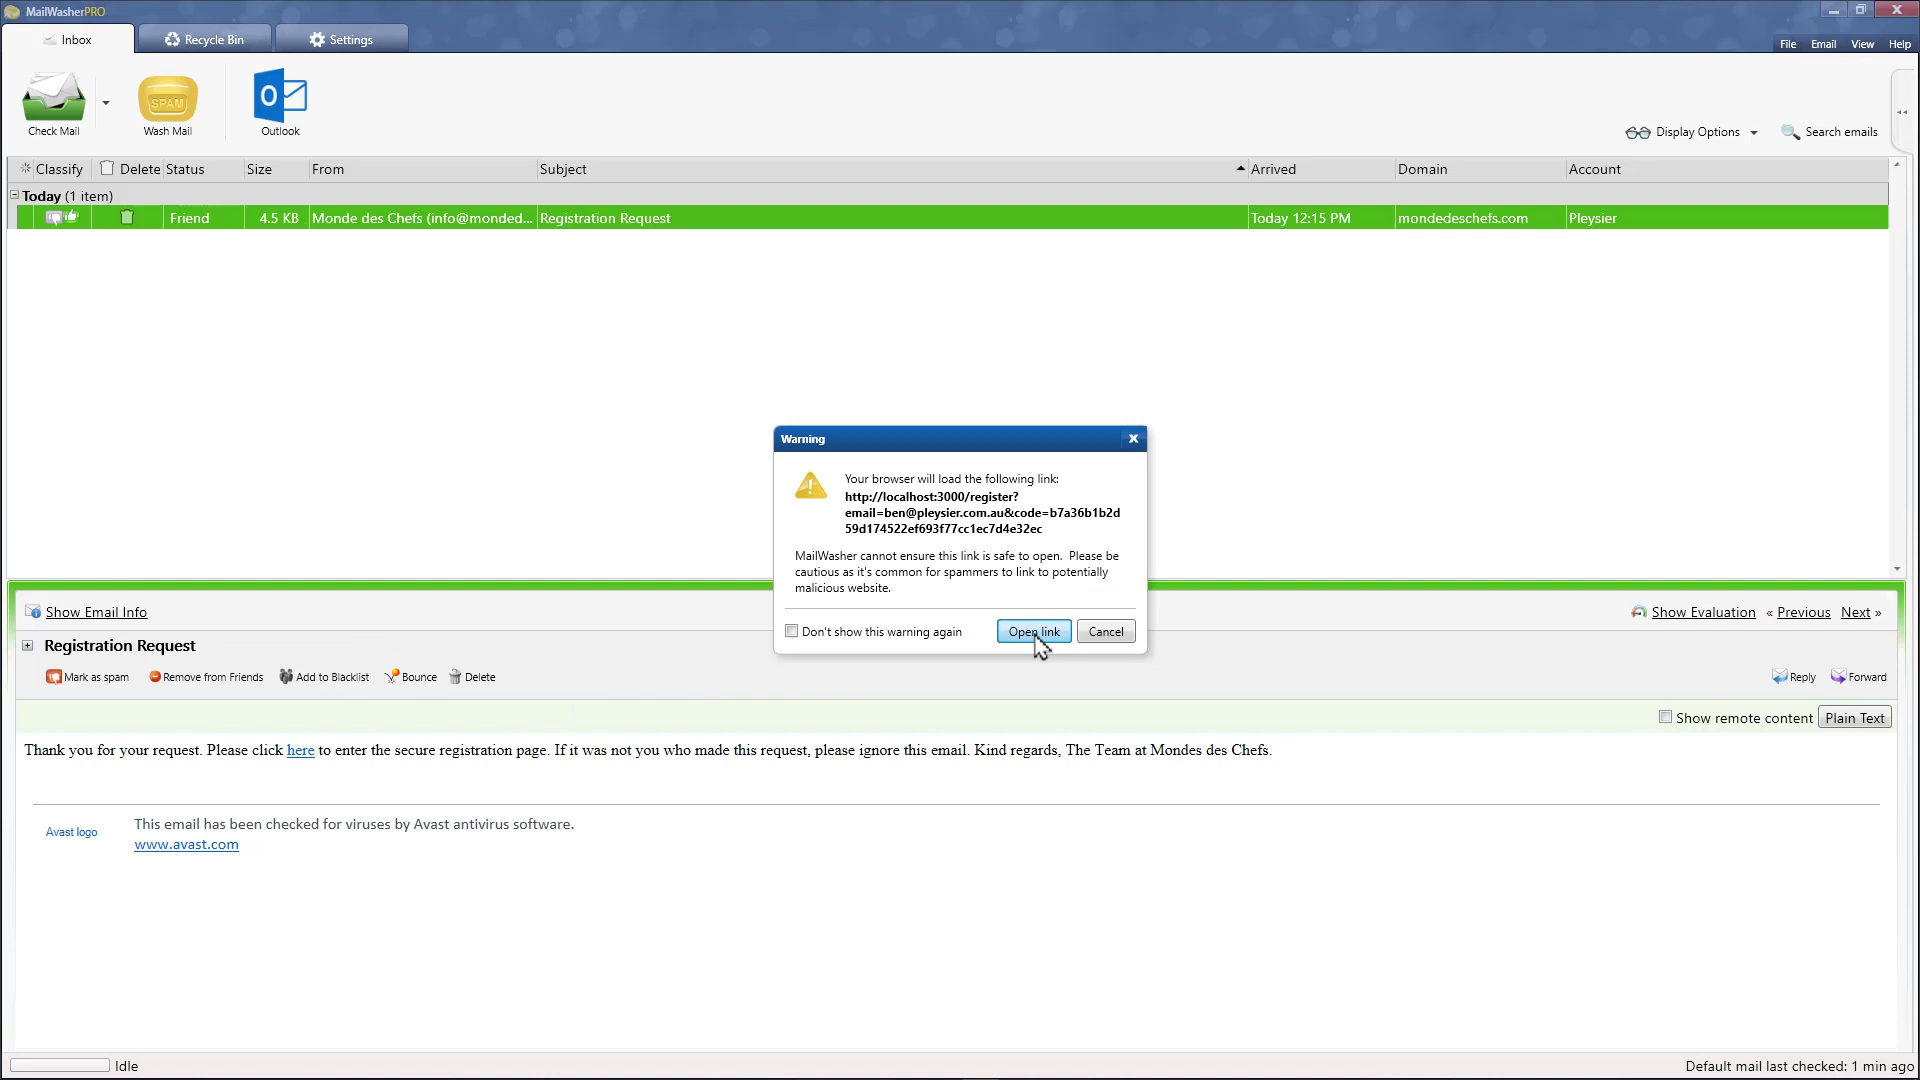 MailWasherPRO
Inbox
Recycle Bin
Settings
File Email View Help
Check Mail
SPAM
Wash Mail
O
Outlook
Display Options
Search emails
Classify Delete Status Size From Subject Arrived Domain Account
Today (1 item)
Friend 4.5 KB Monde des Chefs (info@monded... Registration Request Today 12:15 PM mondedeschefs.com Pleysier
Warning
Your browser will load the following link:
http://localhost:3000/register?
email=ben@pleysier.com.au&code=b7a36b1b2d
59d174522ef693f77cc1ec7d4e32ec
MailWasher cannot ensure this link is safe to open. Please be
cautious as it's common for spammers to link to potentially
malicious website.
Don't show this warning again
Open link
Cancel
Show Email Info
Show Evaluation « Previous Next »
Registration Request
Mark as spam Remove from Friends Add to Blacklist Bounce Delete
Reply Forward
Show remote content Plain Text
Thank you for your request. Please click here to enter the secure registration page. If it was not you who made this request, please ignore this email. Kind regards, The Team at Mondes des Chefs.
Avast logo
This email has been checked for viruses by Avast antivirus software.
www.avast.com
Idle
Default mail last checked: 1 min ago